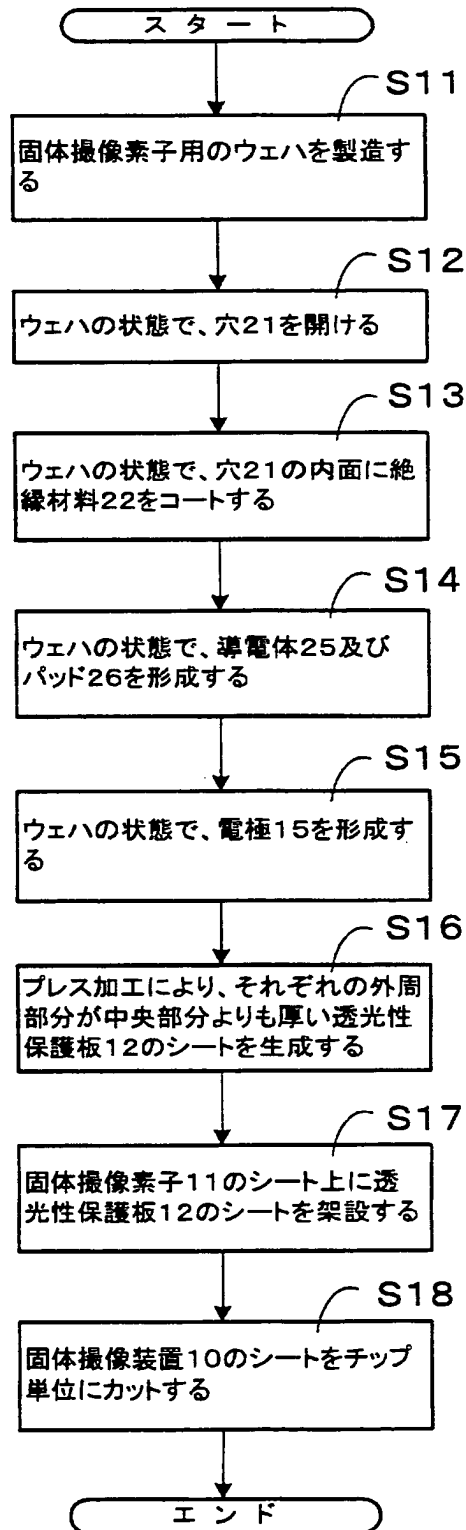 スタート
S11
固体撮像素子用のウェハを製造す
る
S12
ウェハの状態で、穴21を開ける
S13
ウェハの状態で、穴21の内面に絶
縁材料22をコートする
S14
ウェハの状態で、導電体25及び
パッド26を形成する
S15
ウェハの状態で、電極15を形成す
る
S16
プレス加工により、それぞれの外周
部分が中央部分よりも厚い透光性
保護板12のシートを生成する
S17
固体撮像素子11のシート上に透
光性保護板12のシートを架設する
S18
固体撮像装置10のシートをチップ
単位にカットする
エンド